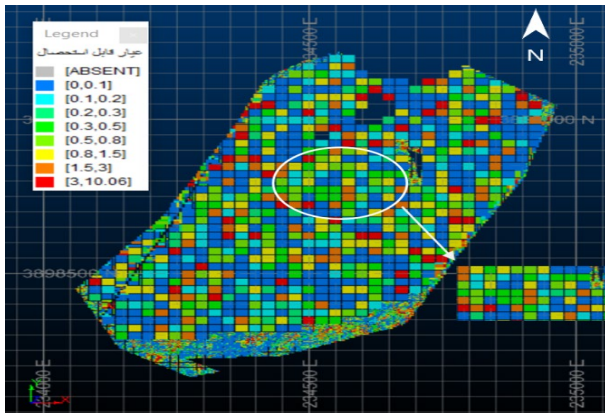 Legend
عیار قابل استحصال
[ABSENT]
[0,0.1]
[0.1,0.2]
[0.2,0.3]
[0.3,0.5]
[0.5,0.8]
[0.8,1.5]
[1.5,3]
[3,10.06]
N
234500 E
235000 E
3898500
234000 E
234500 E
235000 E